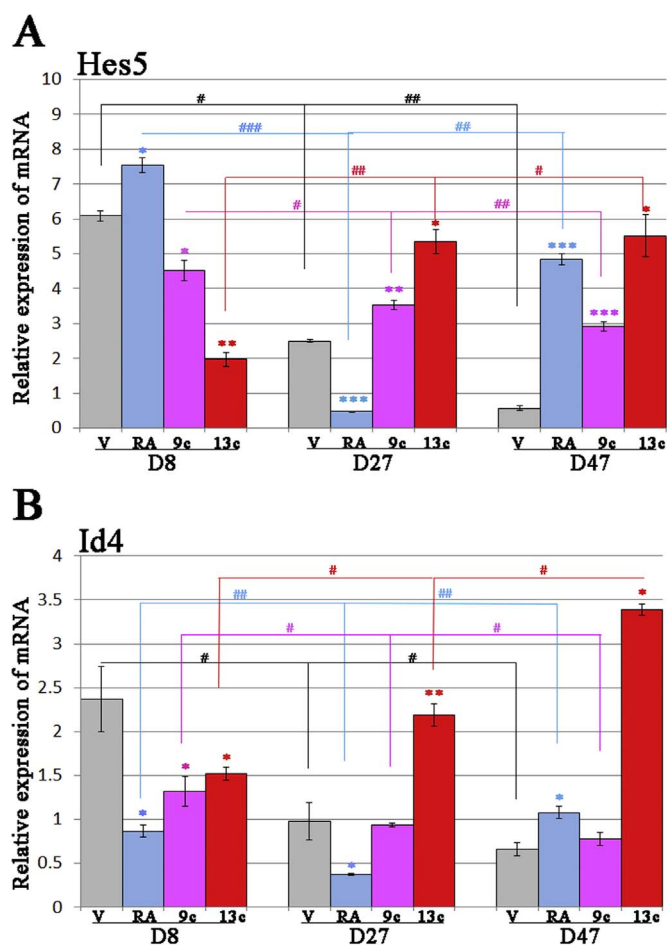 A
Hes5
Relative expression of mRNA
10
9
8
7
6
5
4
3
2
1
0
# ##
### ##
## #
# ##
* * * **
*** ** *
*** *** *
V RA 9c 13c V RA 9c 13c V RA 9c 13c
D8 D27 D47
B
Id4
Relative expression of mRNA
4
3.5
3
2.5
2
1.5
1
0.5
0
# #
## ##
# #
# #
* * *
* **
* *
V RA 9c 13c V RA 9c 13c V RA 9c 13c
D8 D27 D47